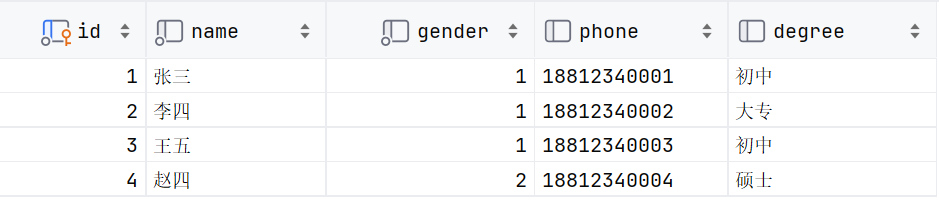 id name gender phone degree
1 张三 1 18812340001 初中
2 李四 1 18812340002 大专
3 王五 1 18812340003 初中
4 赵四 2 18812340004 硕士